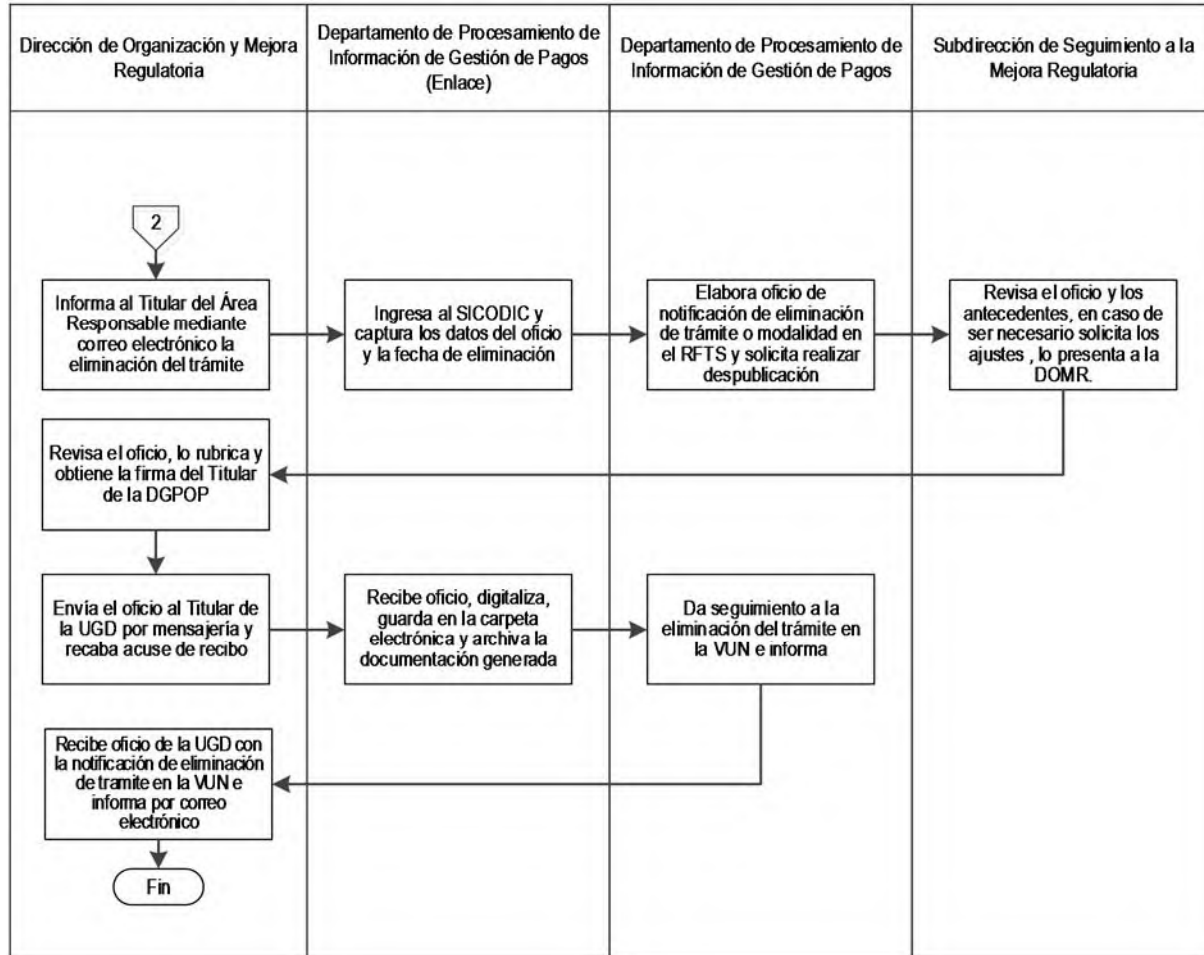 Dirección de Organización y Mejora
Regulatoria
Departamento de Procesamiento de
Información de Gestión de Pagos
(Enlace)
Departamento de Procesamiento de
Información de Gestión de Pagos
Subdirección de Seguimiento a la
Mejora Regulatoria
2
Informa al Titular del Área
Responsable mediante
correo electrónico la
eliminación del trámite
Ingresa al SICODIC y
captura los datos del oficio
y la fecha de eliminación
Elabora oficio de
notificación de eliminación
de trámite o modalidad en
el RFTS y solicita realizar
despublicación
Revisa el oficio y los
antecedentes, en caso de
ser necesario solicita los
ajustes , lo presenta a la
DOMR.
Revisa el oficio, lo rubrica y
obtiene la firma del Titular
de la DGPOP
Envía el oficio al Titular de
la UGD por mensajería y
recaba acuse de recibo
Recibe oficio, digitaliza,
guarda en la carpeta
electrónica y archiva la
documentación generada
Da seguimiento a la
eliminación del trámite en
la VUN e informa
Recibe oficio de la UGD con
la notificación de eliminación
de tramite en la VUN e
informa por correo
electrónico
Fin